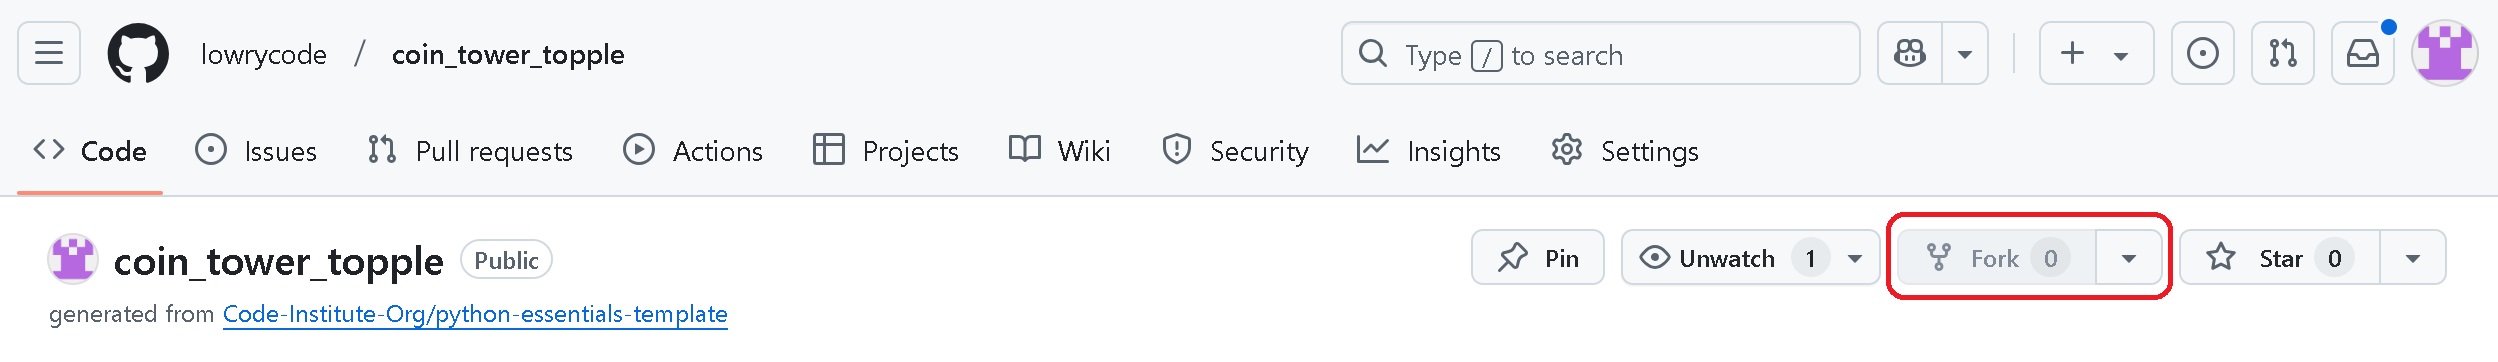 lowrycode / coin_tower_topple Type / to search
Code Issues Pull requests Actions Projects Wiki Security Insights Settings
coin_tower_topple Public Pin Unwatch 1 Fork 0 Star 0
generated from Code-Institute-Org/python-essentials-template